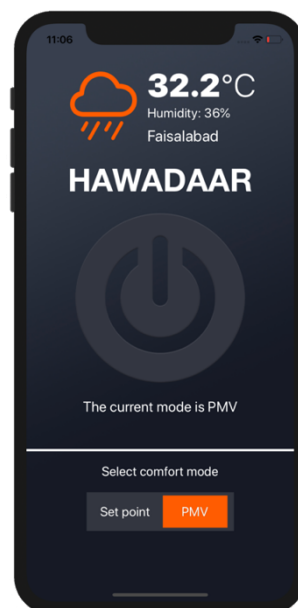 11:06
32.2°C
Humidity: 36%
Faisalabad
HAWADAAR
The current mode is PMV
Select comfort mode
Set point PMV